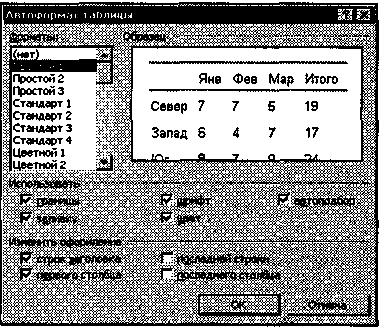 Автоформат таблицы
Форматы:
Образец
(нет)
Простой 2
Простой 3
Стандарт 1
Стандарт 2
Стандарт 3
Стандарт 4
Цветной 1
Цветной 2
Янв Фев Мар Итого
Север 7 7 5 19
Запад 6 4 7 17
Юг 8 7 9 24
Использовать
границы шрифт автоподбор
заливку цвет
Изменить оформление
строк заголовка последней строки
первого столбца последнего столбца
OK Отмена